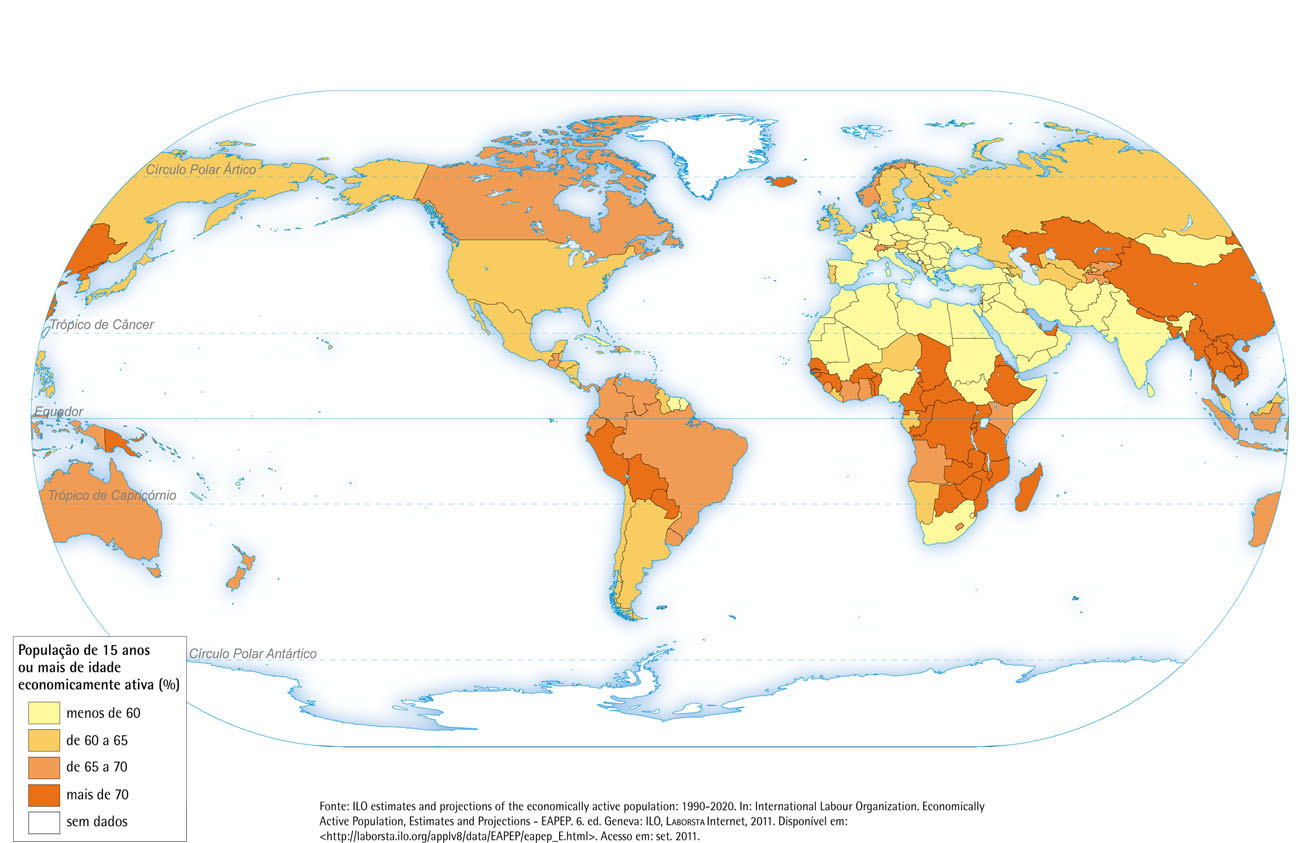 Círculo Polar Ártico
Trópico de Câncer
Equador
Trópico de Capricórnio
Círculo Polar Antártico
População de 15 anos
ou mais de idade
economicamente ativa (%)
menos de 60
de 60 a 65
de 65 a 70
mais de 70
sem dados
Fonte: ILO estimates and projections of the economically active population: 1990-2020. In: International Labour Organization. Economically
Active Population, Estimates and Projections - EAPEP. 6. ed. Geneva: ILO, LABORSTA Internet, 2011. Disponível em:
<http://laborsta.ilo.org/applv8/data/EAPEP/eapep_E.html>. Acesso em: set. 2011.